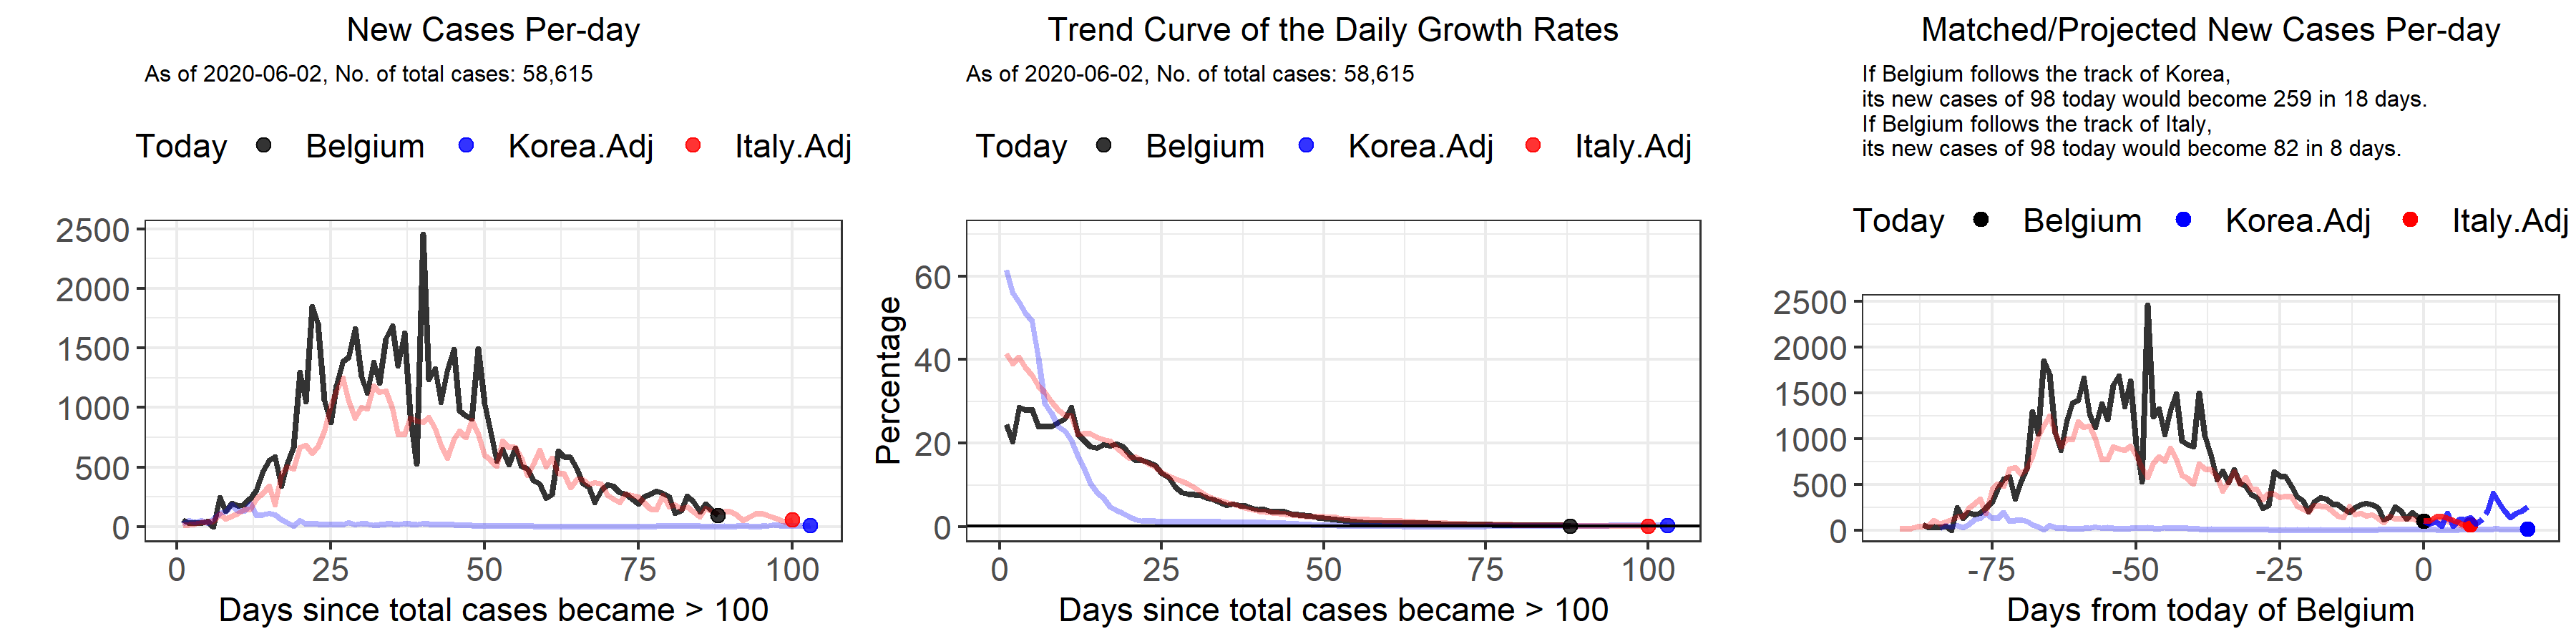 New Cases Per-day
As of 2020-06-02, No. of total cases: 58,615
Today Belgium Korea.Adj Italy.Adj
2500
2000
1500
1000
500
0
0 25 50 75 100
Days since total cases became > 100
Trend Curve of the Daily Growth Rates
As of 2020-06-02, No. of total cases: 58,615
Today Belgium Korea.Adj Italy.Adj
Percentage
60
40
20
0
0 25 50 75 100
Days since total cases became > 100
Matched/Projected New Cases Per-day
If Belgium follows the track of Korea,
its new cases of 98 today would become 259 in 18 days.
If Belgium follows the track of Italy,
its new cases of 98 today would become 82 in 8 days.
Today Belgium Korea.Adj Italy.Adj
2500
2000
1500
1000
500
0
-75 -50 -25 0
Days from today of Belgium